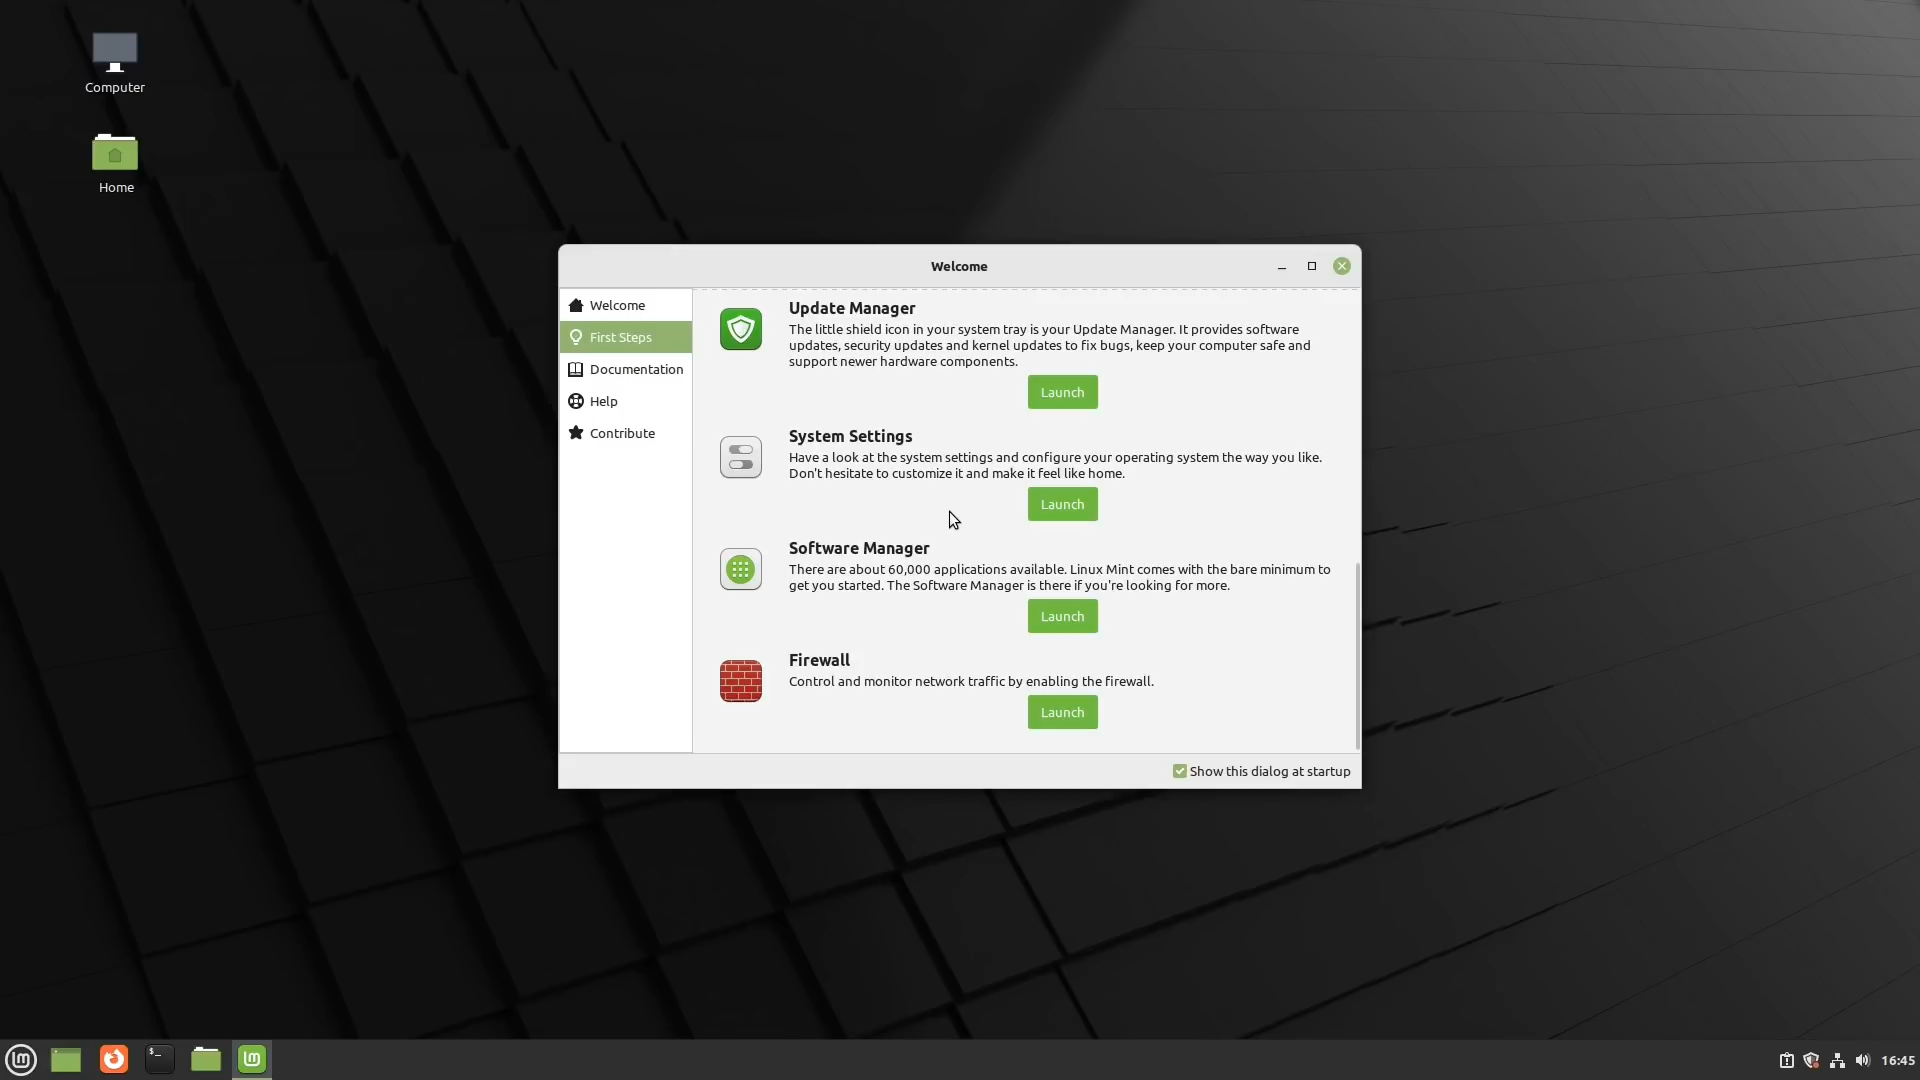 Computer
Home
Welcome
Welcome
First Steps
Documentation
Help
Contribute
Update Manager
The little shield icon in your system tray is your Update Manager. It provides software
updates, security updates and kernel updates to fix bugs, keep your computer safe and
support newer hardware components.
Launch
System Settings
Have a look at the system settings and configure your operating system the way you like.
Don't hesitate to customize it and make it feel like home.
Launch
Software Manager
There are about 60,000 applications available. Linux Mint comes with the bare minimum to
get you started. The Software Manager is there if you're looking for more.
Launch
Firewall
Control and monitor network traffic by enabling the firewall.
Launch
Show this dialog at startup
$_
16:45